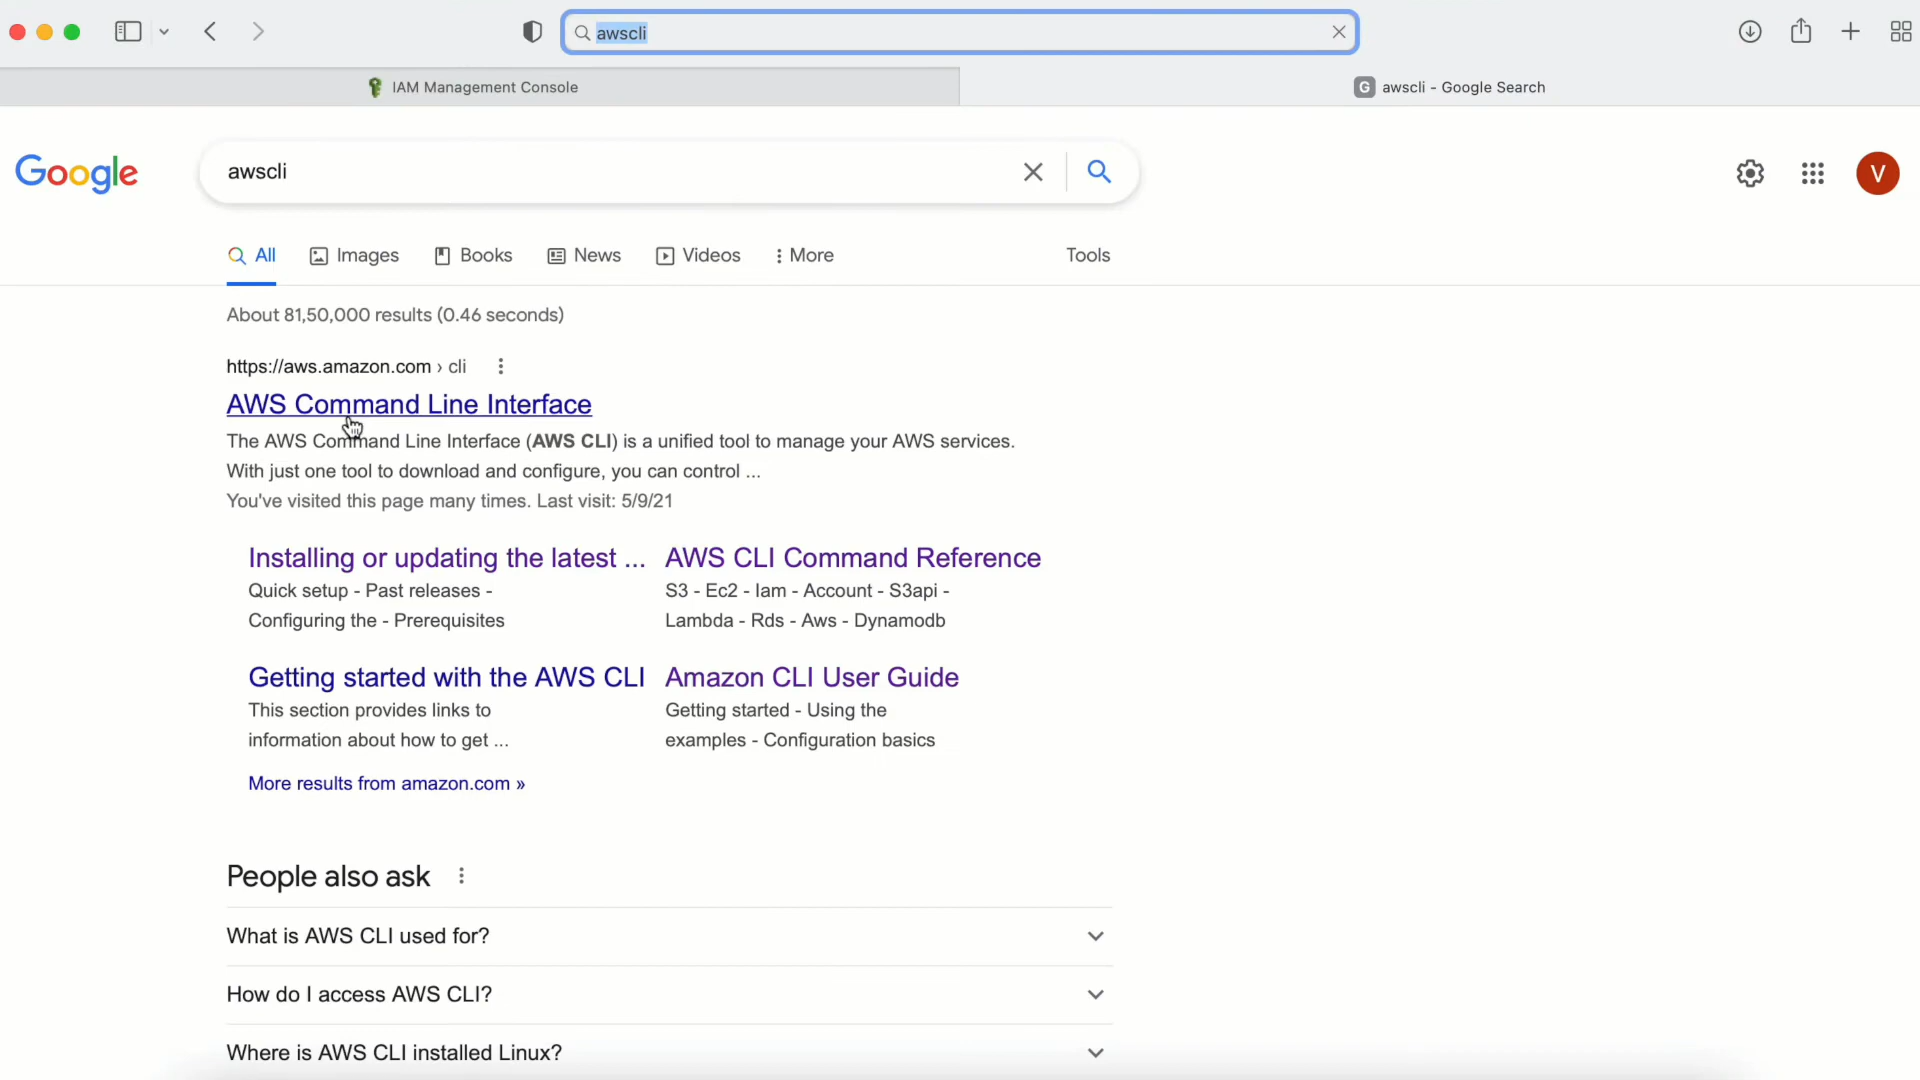 awscli
IAM Management Console
G awscli - Google Search
Google
awscli
V
All Images Books News Videos More Tools
About 81,50,000 results (0.46 seconds)
https://aws.amazon.com › cli
AWS Command Line Interface
The AWS Command Line Interface (AWS CLI) is a unified tool to manage your AWS services.
With just one tool to download and configure, you can control ...
You've visited this page many times. Last visit: 5/9/21
Installing or updating the latest ...
Quick setup - Past releases -
Configuring the - Prerequisites
AWS CLI Command Reference
S3 - Ec2 - Iam - Account - S3api -
Lambda - Rds - Aws - Dynamodb
Getting started with the AWS CLI
This section provides links to
information about how to get ...
Amazon CLI User Guide
Getting started - Using the
examples - Configuration basics
More results from amazon.com »
People also ask
What is AWS CLI used for?
How do I access AWS CLI?
Where is AWS CLI installed Linux?